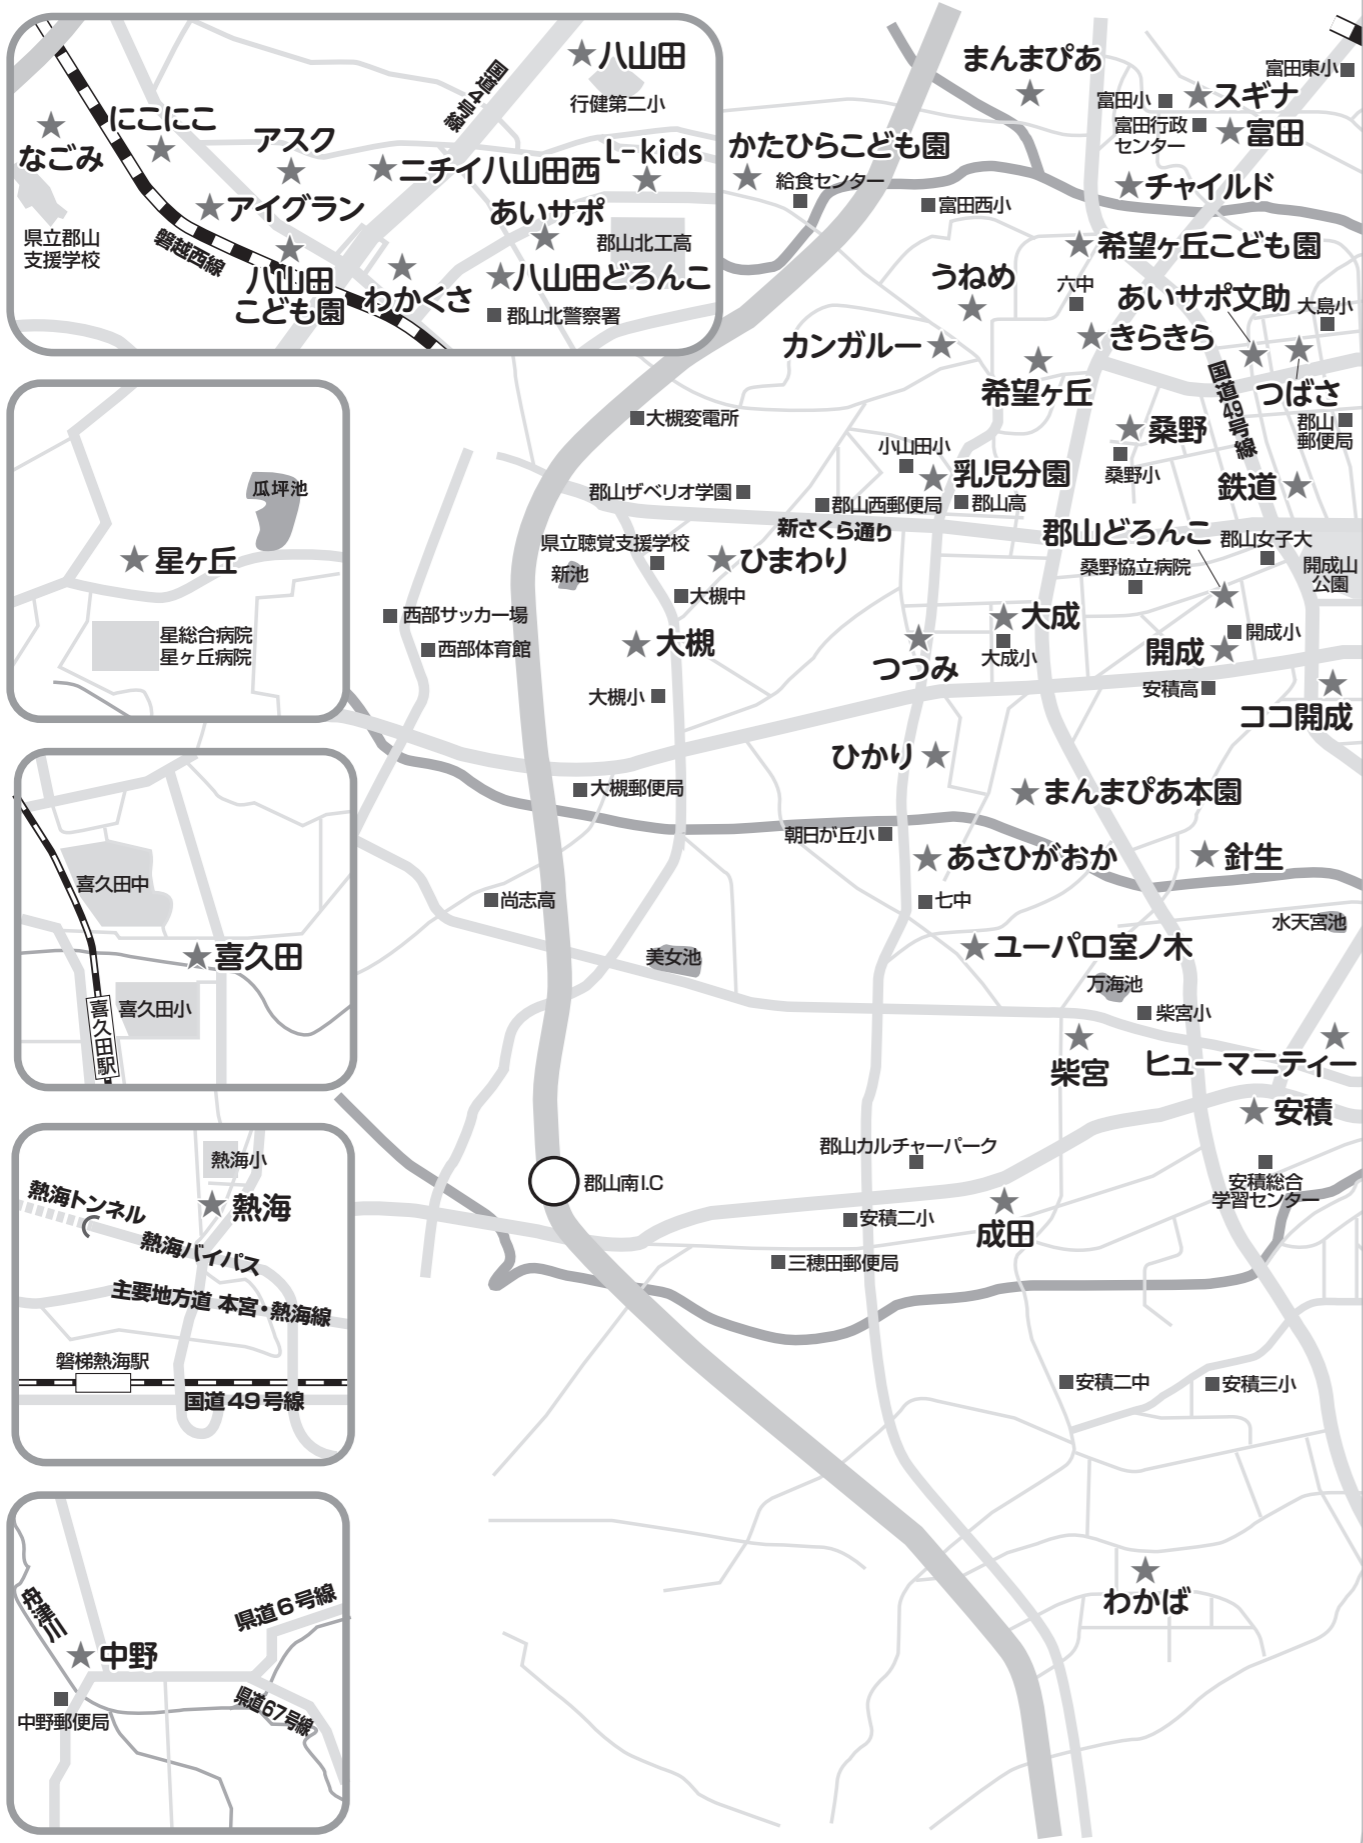 八山田
国道4号線
行健第二小
にこにこ
なごみ
アスク
ニチイ八山田西
L-kids
アイグラン
あいサポ
県立郡山
支援学校
磐越西線
郡山北工高
八山田
こども園
わかくさ
八山田どろんこ
郡山北警察署
まんまぴあ
富田東小
富田小
スギナ
富田行政
センター
富田
かたひらこども園
給食センター
チャイルド
富田西小
希望ヶ丘こども園
うねめ
六中
あいサポ文助
大島小
カンガルー
きらきら
希望ヶ丘
国道49号線
つばさ
大槻変電所
桑野
郡山
郵便局
小山田小
乳児分園
桑野小
鉄道
郡山ザベリオ学園
郡山西郵便局
郡山高
新さくら通り
郡山どろんこ
郡山女子大
県立聴覚支援学校
ひまわり
新池
桑野協立病院
開成山
公園
大槻中
西部サッカー場
西部体育館
大槻
大成
大成小
つつみ
開成小
開成
大槻小
安積高
ココ開成
ひかり
大槻郵便局
まんまぴあ本園
朝日が丘小
あさひがおか
針生
尚志高
七中
水天宮池
美女池
ユーパロ室ノ木
万海池
柴宮小
柴宮
ヒューマニティー
安積
郡山カルチャーパーク
郡山南I.C
安積総合
学習センター
安積二小
成田
三穂田郵便局
安積二中
安積三小
わかば
瓜坪池
星ヶ丘
星総合病院
星ヶ丘病院
喜久田中
喜久田
喜久田小
喜久田駅
熱海小
熱海トンネル
熱海
熱海バイパス
主要地方道 本宮・熱海線
磐梯熱海駅
国道49号線
舟津川
県道6号線
中野
県道67号線
中野郵便局